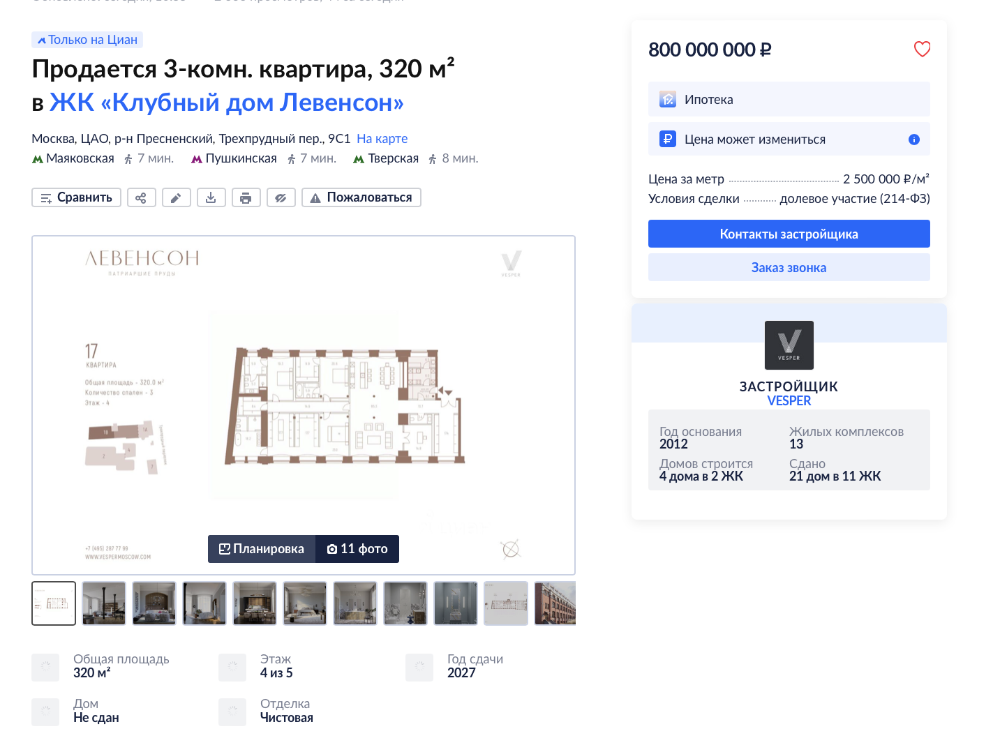 Только на Циан
Продается 3-комн. квартира, 320 м²
в ЖК «Клубный дом Левенсон»
Москва, ЦАО, р-н Пресненский, Трехпрудный пер., 9С1 На карте
Маяковская 7 мин. Пушкинская 7 мин. Тверская 8 мин.
Сравнить
Пожаловаться
ЛЕВЕНСОН
ПАТРИАРШИЕ ПРУДЫ
VESPER
17
КВАРТИРА
Общая площадь - 320.0 м²
Количество спален - 3
Этаж - 4
+7 (495) 287 77 99
WWW.VESPERMOSCOW.COM
Планировка
11 фото
Общая площадь
320 м²
Этаж
4 из 5
Год сдачи
2027
Дом
Не сдан
Отделка
Чистовая
800 000 000 ₽
Ипотека
Цена может измениться
Цена за метр 2 500 000 ₽/м²
Условия сделки долевое участие (214-ФЗ)
Контакты застройщика
Заказ звонка
VESPER
ЗАСТРОЙЩИК
VESPER
Год основания
2012
Жилых комплексов
13
Домов строится
4 дома в 2 ЖК
Сдано
21 дом в 11 ЖК